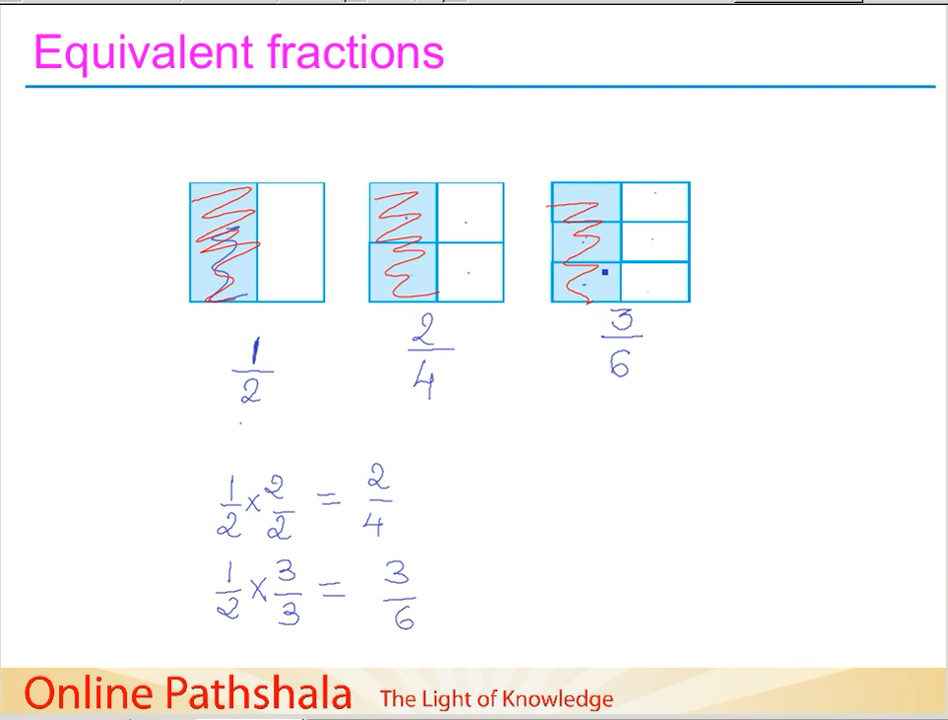 Equivalent fractions
1/2 2/4 3/6
1/2 × 2/2 = 2/4
1/2 × 3/3 = 3/6
Online Pathshala The Light of Knowledge